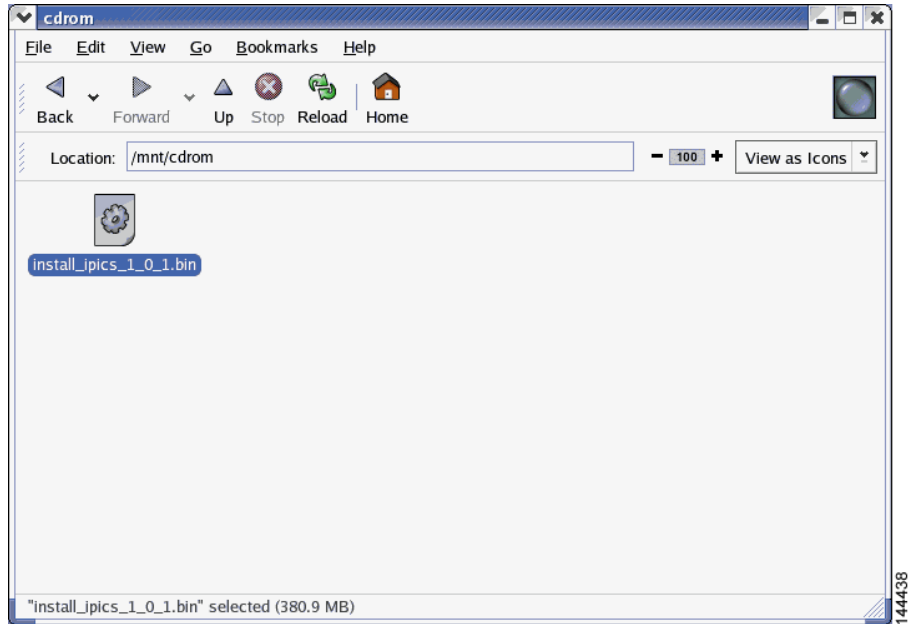 cdrom
File Edit View Go Bookmarks Help
Back Forward Up Stop Reload Home
Location: /mnt/cdrom 100 View as Icons
install_ipics_1_0_1.bin
"install_ipics_1_0_1.bin" selected (380.9 MB)
144438